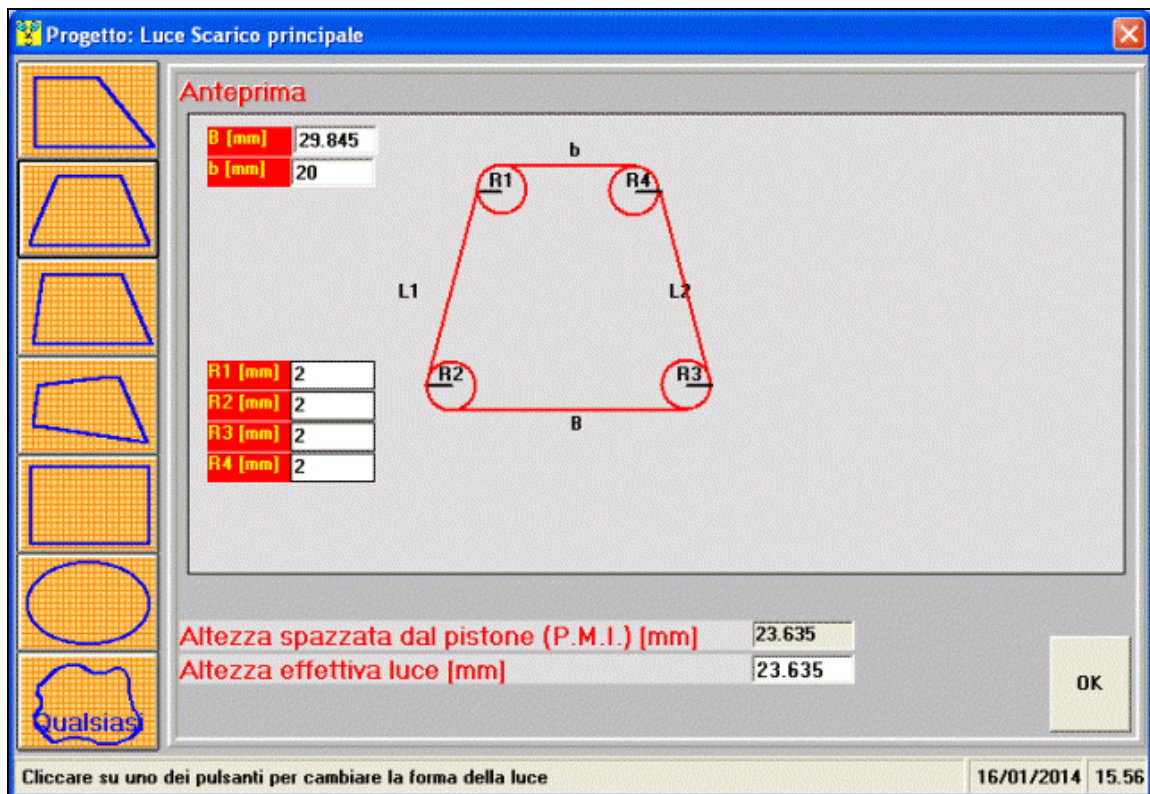 Progetto: Luce Scarico principale
Anteprima
B [mm] 29.845
b [mm] 20
b
R1 R4
L1 L2
R1 [mm] 2
R2 [mm] 2
R3 [mm] 2
R4 [mm] 2
R2 R3
B
Altezza spazzata dal pistone (P.M.I.) [mm] 23.635
Altezza effettiva luce [mm] 23.635
OK
Qualsiasi
Cliccare su uno dei pulsanti per cambiare la forma della luce 16/01/2014 15.56